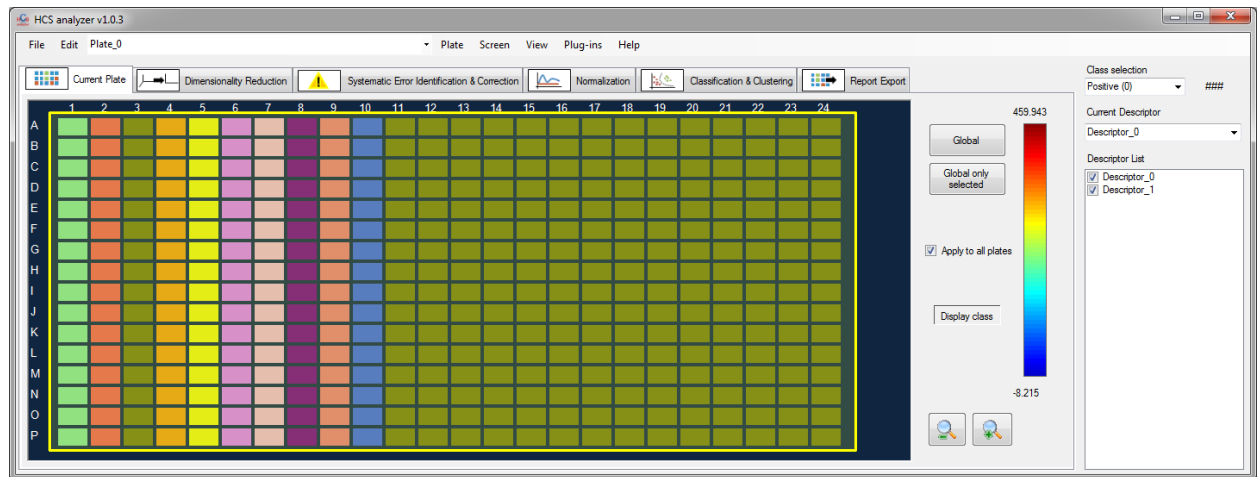 HCS analyzer v1.0.3
File Edit Plate_0 Plate Screen View Plug-ins Help
Current Plate Dimensionality Reduction Systematic Error Identification & Correction Normalization Classification & Clustering Report Export
Class selection
Positive (0) ###
1 2 3 4 5 6 7 8 9 10 11 12 13 14 15 16 17 18 19 20 21 22 23 24
459.943
Current Descriptor
Descriptor_0
A
B
C
D
E
F
G
H
I
J
K
L
M
N
O
P
Global
Global only
selected
Apply to all plates
Display class
-8.215
Descriptor List
Descriptor_0
Descriptor_1